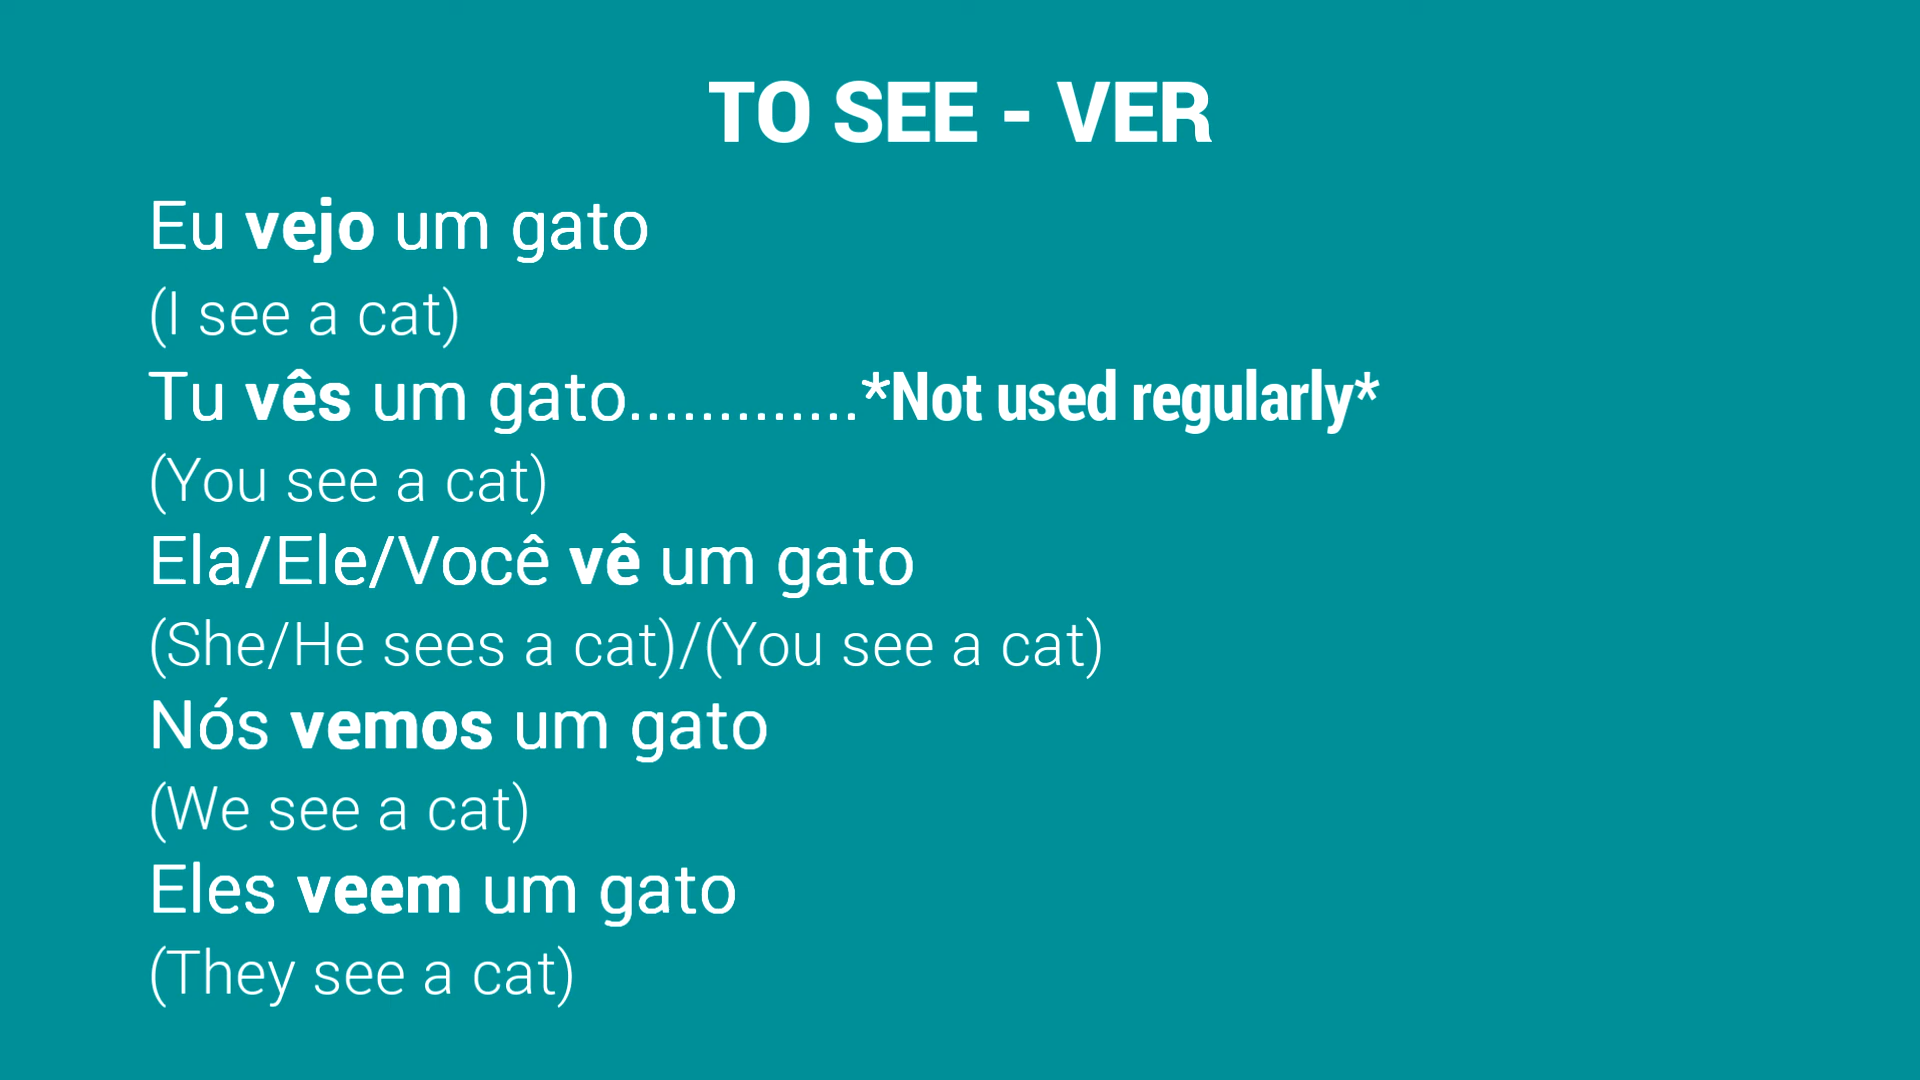 TO SEE - VER
Eu vejo um gato
(I see a cat)
Tu vês um gato.............*Not used regularly*
(You see a cat)
Ela/Ele/Você vê um gato
(She/He sees a cat)/(You see a cat)
Nós vemos um gato
(We see a cat)
Eles veem um gato
(They see a cat)